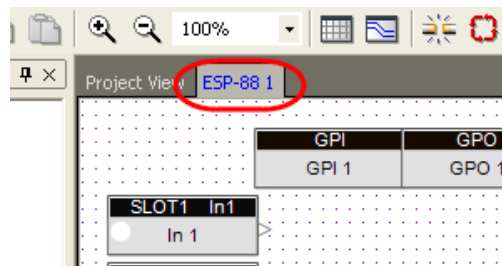 100%
Project View ESP-88 1
GPI GPO
GPI 1 GPO 1
SLOT1 In1
In 1